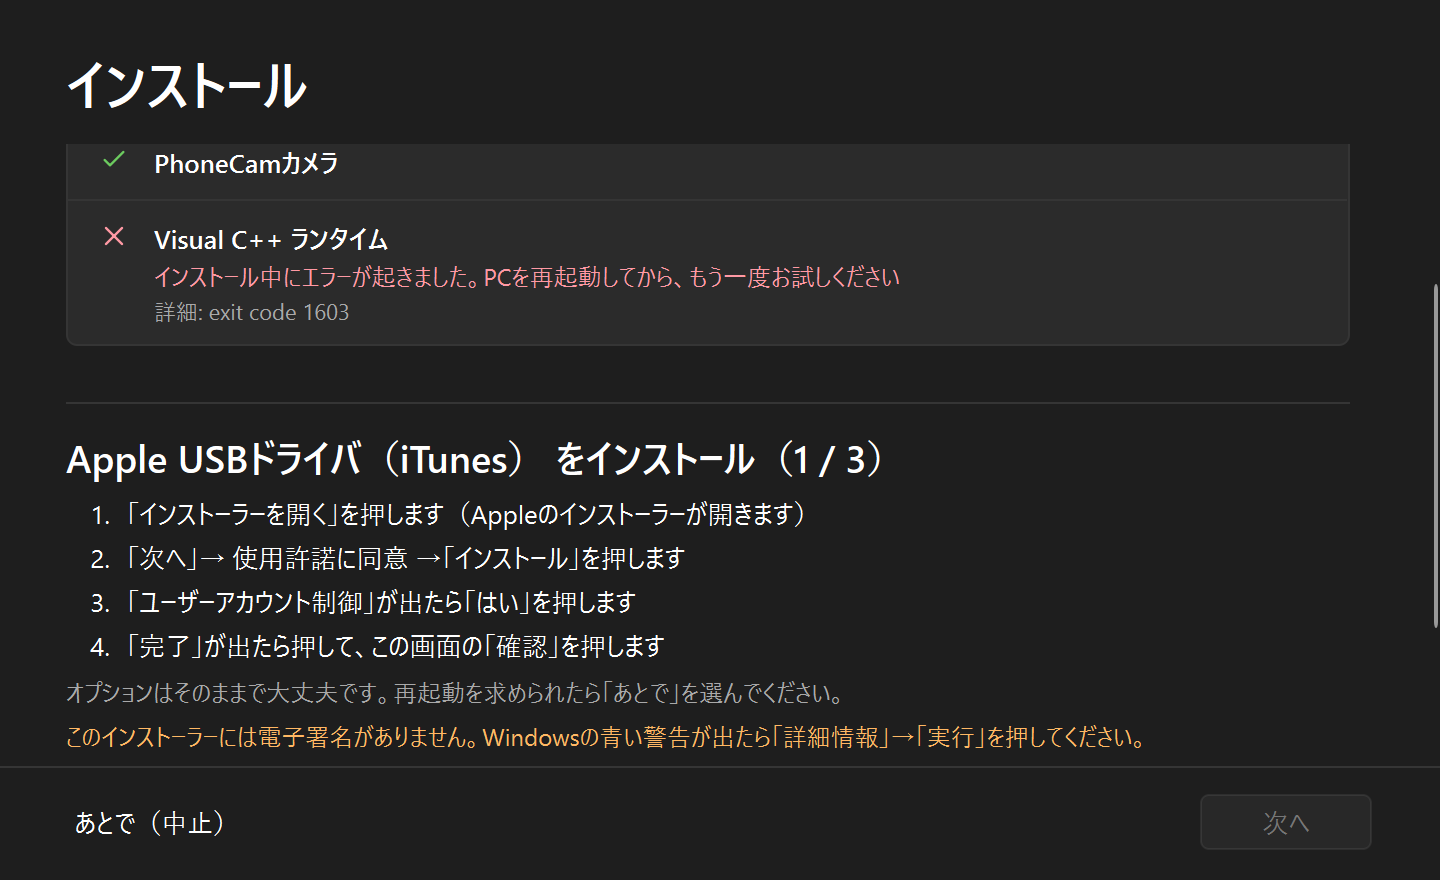 インストール
PhoneCamカメラ
Visual C++ ランタイム
インストール中にエラーが起きました。PCを再起動してから、もう一度お試しください
詳細: exit code 1603
Apple USBドライバ（iTunes） をインストール（1 / 3）
1. 「インストーラーを開く」を押します（Appleのインストーラーが開きます）
2. 「次へ」→ 使用許諾に同意 →「インストール」を押します
3. 「ユーザーアカウント制御」が出たら「はい」を押します
4. 「完了」が出たら押して、この画面の「確認」を押します
オプションはそのままで大丈夫です。再起動を求められたら「あとで」を選んでください。
このインストーラーには電子署名がありません。Windowsの青い警告が出たら「詳細情報」→「実行」を押してください。
あとで（中止）
次へ